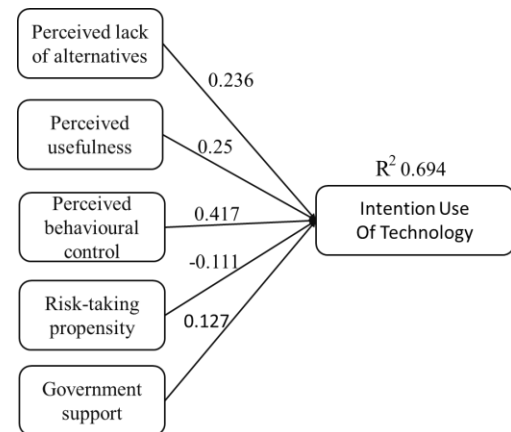 Perceived lack
of alternatives
0.236
Perceived
usefulness
0.25
R² 0.694
Perceived
behavioural
control
0.417
Intention Use
Of Technology
-0.111
Risk-taking
propensity
0.127
Government
support